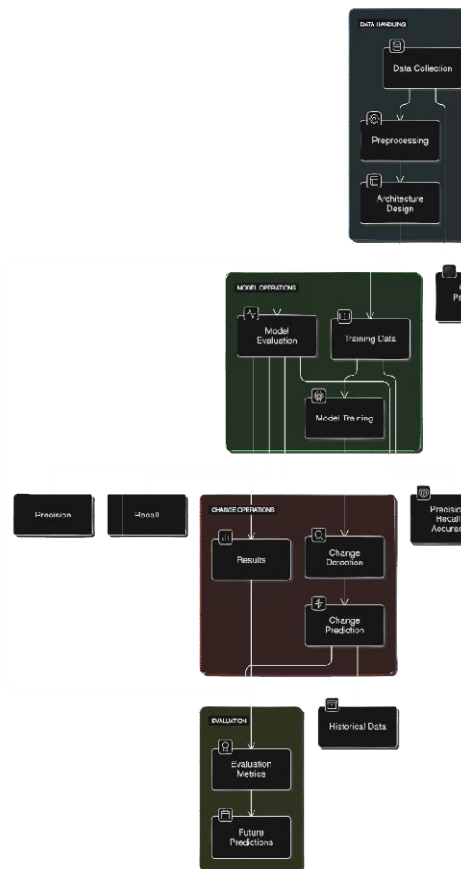 DATA HANDLING
Data Collection
Preprocessing
Architecture
Design
MODEL OPERATIONS
Model
Evaluation
Training Data
Model Training
Precision
Recall
CHANGE OPERATIONS
Results
Change
Detection
Change
Prediction
Recall
EVALUATION
Historical Data
Evaluation
Metrics
Future
Predictions